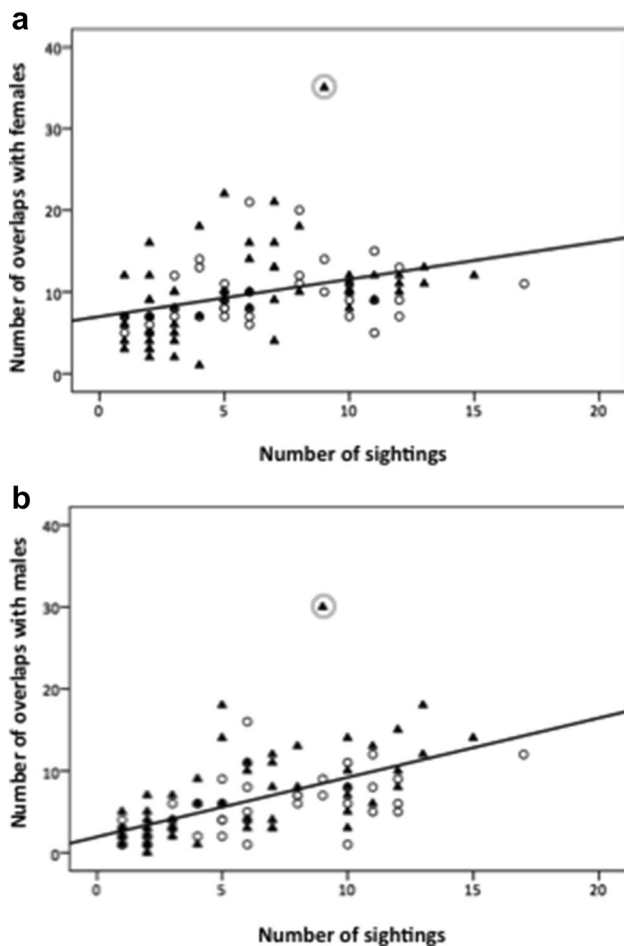 a
Number of overlaps with females
40
30
20
10
0
0 5 10 15 20
Number of sightings
b
Number of overlaps with males
40
30
20
10
0
0 5 10 15 20
Number of sightings